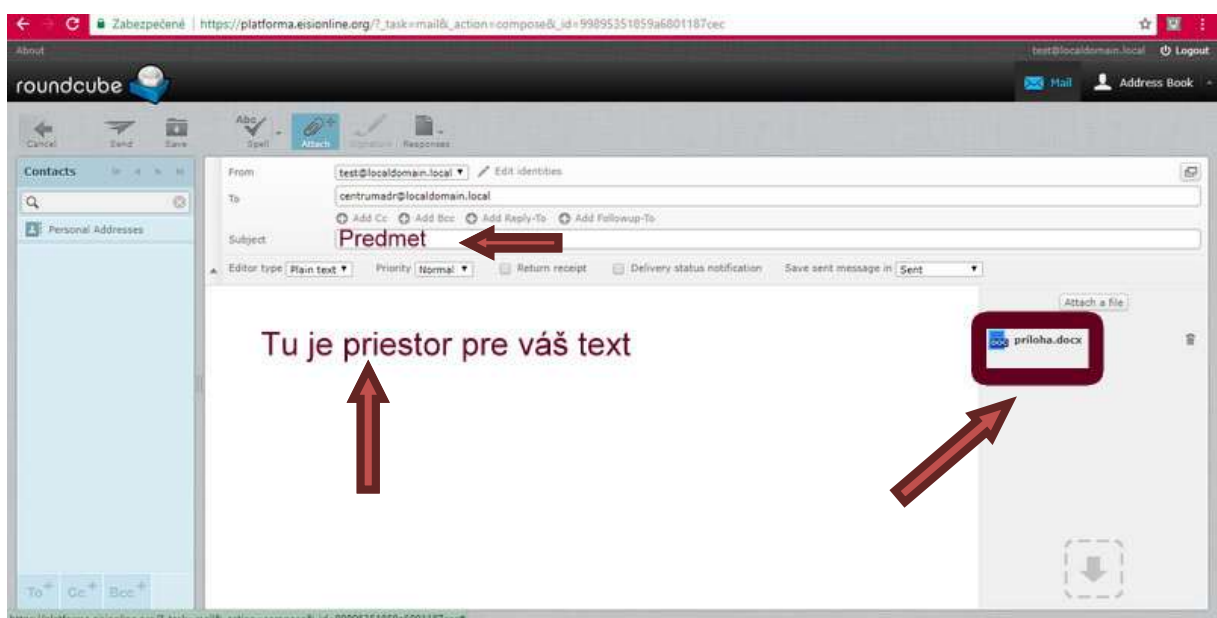 Zabezpečené | https://platforma.eisionline.org/?_task=mail&_action=compose&_id=99895351859a6801187cec
About test@localdomain.local Logout
roundcube Mail Address Book
Cancel Send Save Spell Attach Signature Responses
Contacts
Personal Addresses
From test@localdomain.local Edit identities
To centrumadr@localdomain.local
Add Cc Add Bcc Add Reply-To Add Followup-To
Subject Predmet
Editor type Plain text Priority Normal Return receipt Delivery status notification Save sent message in Sent
Attach a file
Tu je priestor pre váš text
priloha.docx
To+ Cc+ Bcc+